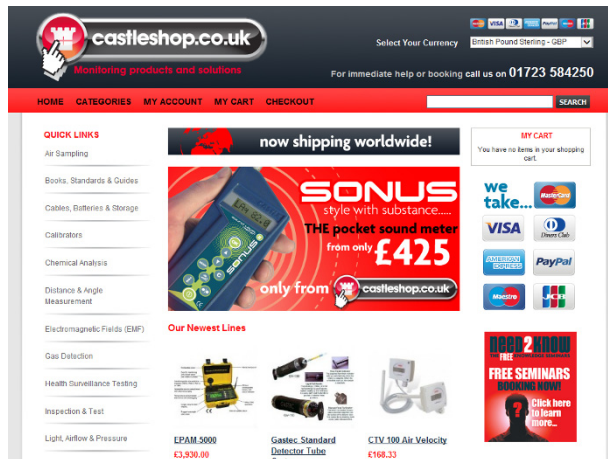 castleshop.co.uk
Monitoring products and solutions
VISA
PayPal
Select Your Currency
British Pound Sterling - GBP
For immediate help or booking call us on 01723 584250
HOME CATEGORIES MY ACCOUNT MY CART CHECKOUT
SEARCH
QUICK LINKS
Air Sampling
Books, Standards & Guides
Cables, Batteries & Storage
Calibrators
Chemical Analysis
Distance & Angle
Measurement
Electromagnetic Fields (EMF)
Gas Detection
Health Surveillance Testing
Inspection & Test
Light, Airflow & Pressure
now shipping worldwide!
SONUS
style with substance.....
THE pocket sound meter
from only £425
only from castleshop.co.uk
sonus
Our Newest Lines
EPAM-5000
£3,930.00
Gastec Standard
Detector Tube
CTV 100 Air Velocity
£168.33
MY CART
You have no items in your shopping
cart.
we
take...
MasterCard
VISA
Diners Club
AMERICAN
EXPRESS
PayPal
Maestro
JCB
NEED2KNOW
FREE SEMINARS
BOOKING NOW!
Click here
to learn
more...